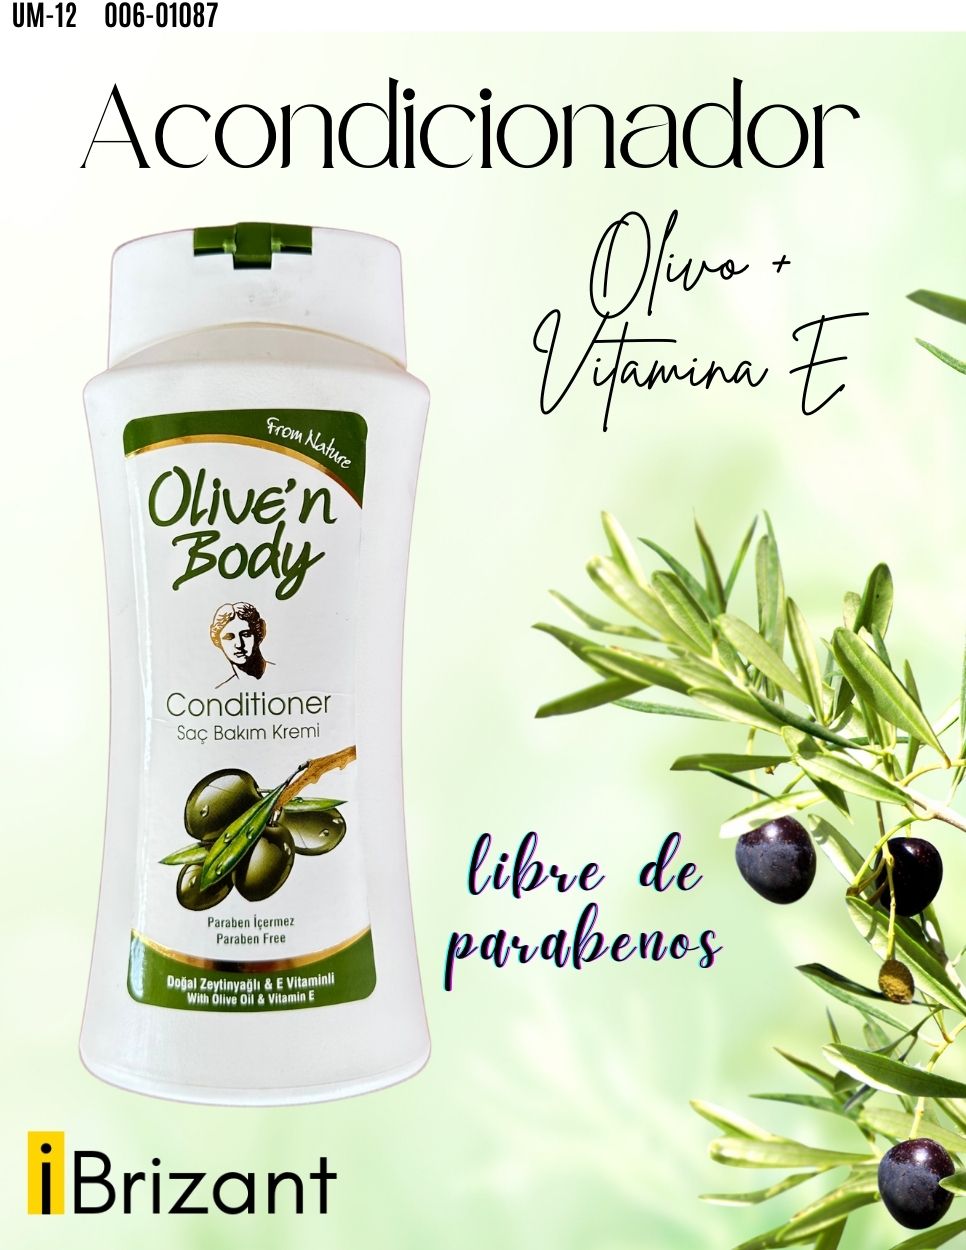 UM-12 006-01087
Acondicionador
Olivo +
Vitamina E
From Nature
Olive'n
Body
Conditioner
Saç Bakım Kremi
Paraben İçermez
Paraben Free
Doğal Zeytinyağlı & E Vitaminli
With Olive Oil & Vitamin E
libre de
parabenos
iBrizant